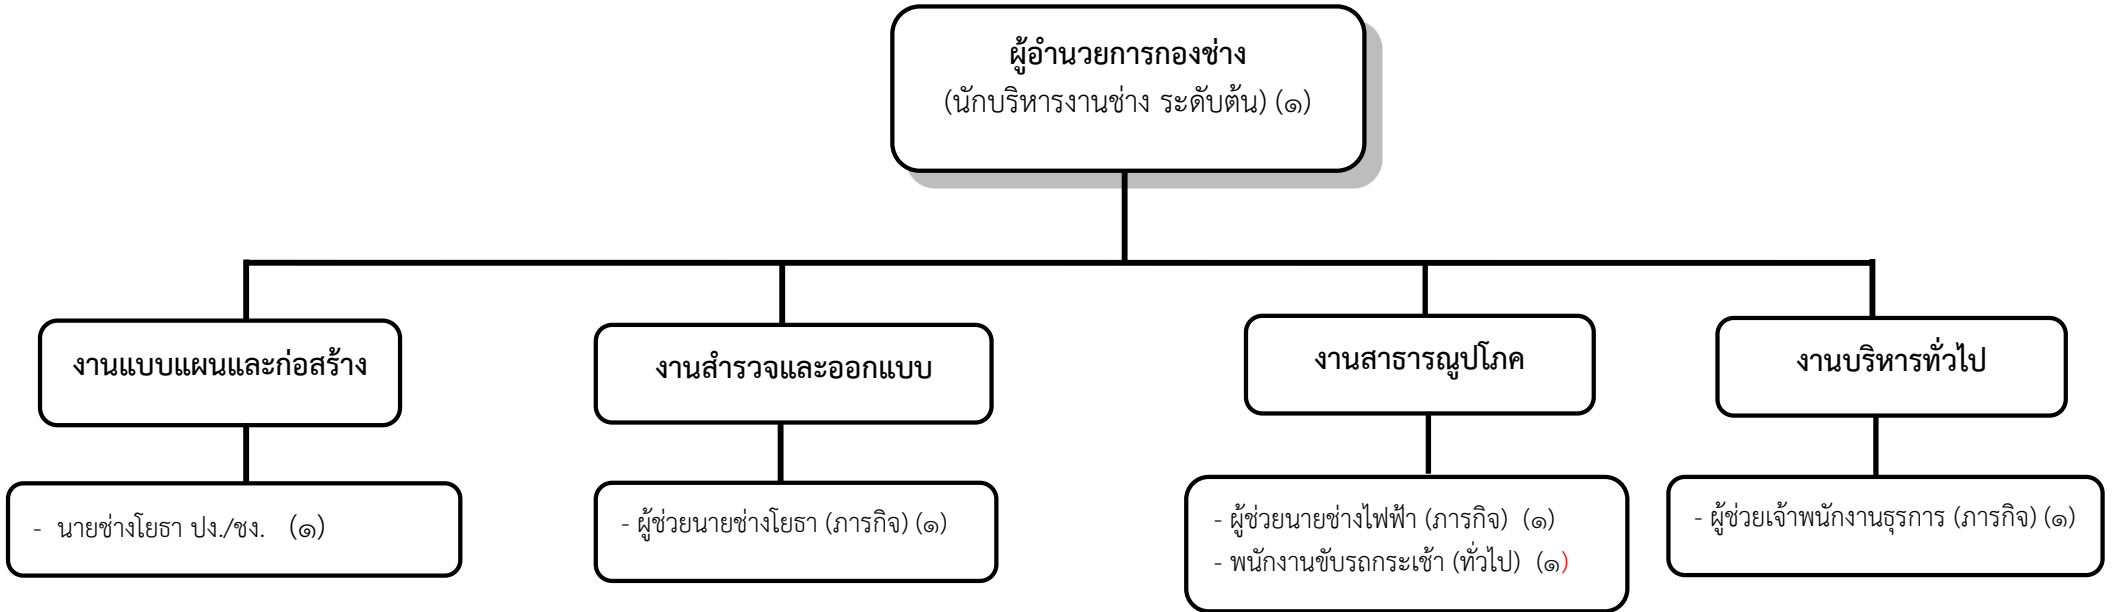 ผู้อำนวยการกองช่าง
(นักบริหารงานช่าง ระดับต้น) (๑)
งานแบบแผนและก่อสร้าง
งานสำรวจและออกแบบ
งานสาธารณูปโภค
งานบริหารทั่วไป
- นายช่างโยธา ปง./ชง. (๑)
- ผู้ช่วยนายช่างโยธา (ภารกิจ) (๑)
- ผู้ช่วยนายช่างไฟฟ้า (ภารกิจ) (๑)
- พนักงานขับรถกระเช้า (ทั่วไป) (๑)
- ผู้ช่วยเจ้าพนักงานธุรการ (ภารกิจ) (๑)